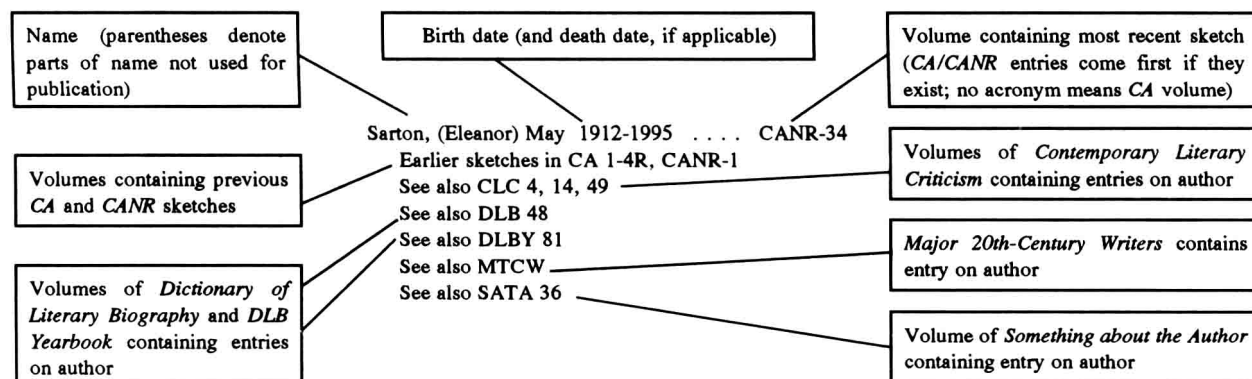 Name (parentheses denote
parts of name not used for
publication)
Birth date (and death date, if applicable)
Volume containing most recent sketch
(CA/CANR entries come first if they
exist; no acronym means CA volume)
Sarton, (Eleanor) May 1912-1995 . . . . CANR-34
Earlier sketches in CA 1-4R, CANR-1
See also CLC 4, 14, 49
See also DLB 48
See also DLBY 81
See also MTCW
See also SATA 36
Volumes containing previous
CA and CANR sketches
Volumes of Dictionary of
Literary Biography and DLB
Yearbook containing entries
on author
Volumes of Contemporary Literary
Criticism containing entries on author
Major 20th-Century Writers contains
entry on author
Volume of Something about the Author
containing entry on author